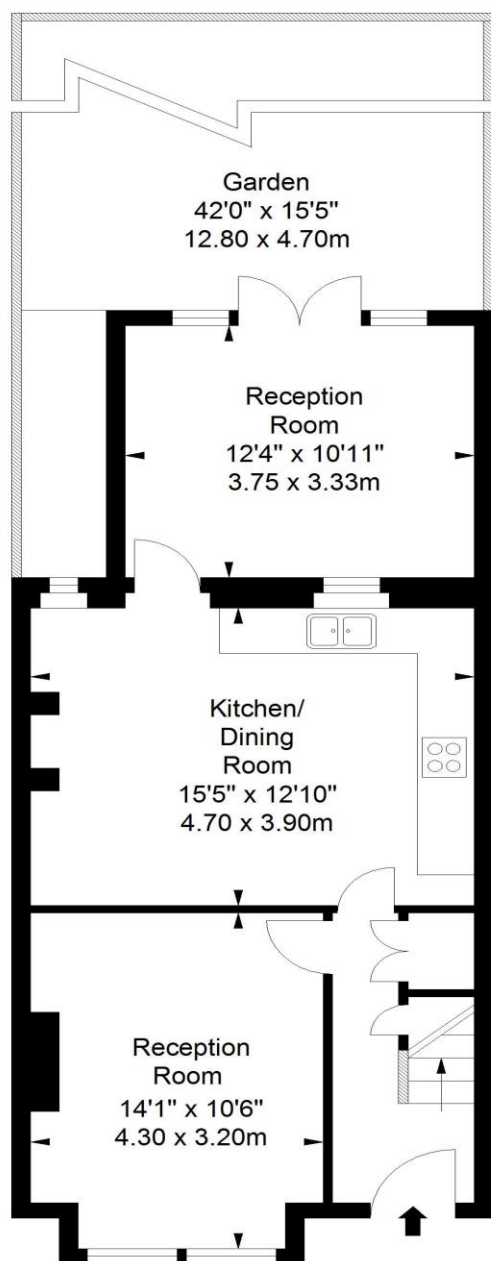 Garden
42'0" x 15'5"
12.80 x 4.70m
Reception
Room
12'4" x 10'11"
3.75 x 3.33m
Kitchen/
Dining
Room
15'5" x 12'10"
4.70 x 3.90m
Reception
Room
14'1" x 10'6"
4.30 x 3.20m